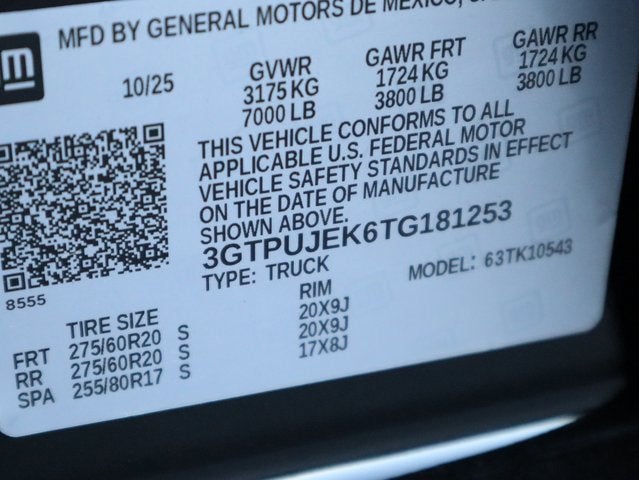 MFD BY GENERAL MOTORS DE MEXICO,
10/25
GVWR
3175 KG
7000 LB
GAWR FRT
1724 KG
3800 LB
GAWR RR
1724 KG
3800 LB
THIS VEHICLE CONFORMS TO ALL
APPLICABLE U.S. FEDERAL MOTOR
VEHICLE SAFETY STANDARDS IN EFFECT
ON THE DATE OF MANUFACTURE
SHOWN ABOVE.
3GTPUJEK6TG181253
TYPE: TRUCK MODEL: 63TK10543
8555
TIRE SIZE RIM
FRT 275/60R20 S 20X9J
RR 275/60R20 S 20X9J
SPA 255/80R17 S 17X8J